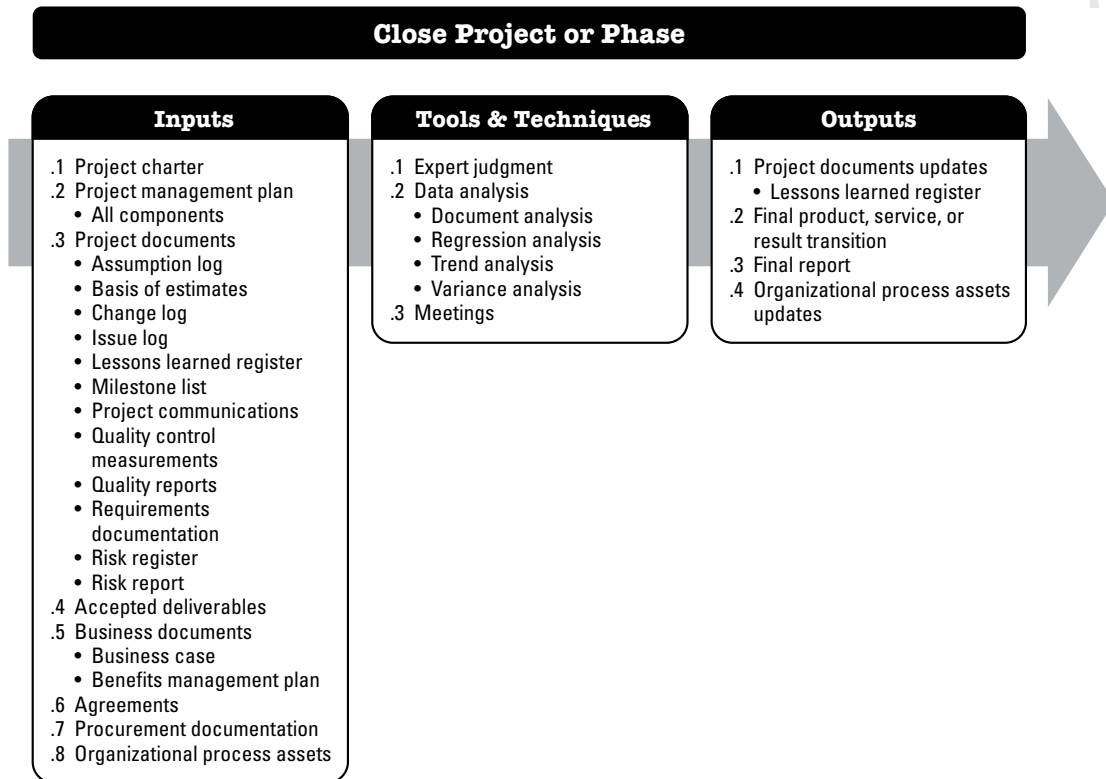 Close Project or Phase
Inputs
.1 Project charter
.2 Project management plan
• All components
.3 Project documents
• Assumption log
• Basis of estimates
• Change log
• Issue log
• Lessons learned register
• Milestone list
• Project communications
• Quality control
measurements
• Quality reports
• Requirements
documentation
• Risk register
• Risk report
.4 Accepted deliverables
.5 Business documents
• Business case
• Benefits management plan
.6 Agreements
.7 Procurement documentation
.8 Organizational process assets
Tools & Techniques
.1 Expert judgment
.2 Data analysis
• Document analysis
• Regression analysis
• Trend analysis
• Variance analysis
.3 Meetings
Outputs
.1 Project documents updates
• Lessons learned register
.2 Final product, service, or
result transition
.3 Final report
.4 Organizational process assets
updates